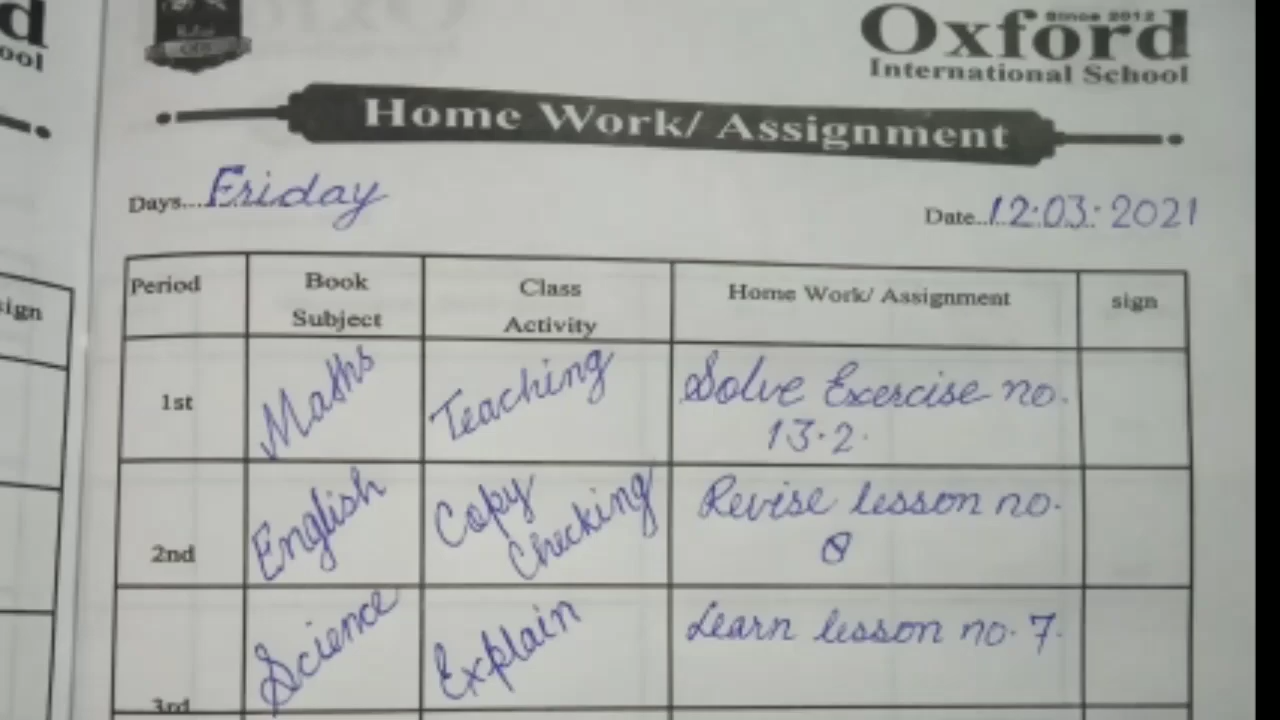 d
ool
Since 2012
Oxford
International School
Home Work/ Assignment
Days....Friday
Date...12.03.2021
Period
Book
Subject
Class
Activity
Home Work/ Assignment
sign
sign
1st
Maths
Teaching
Solve Exercise no.
13.2.
2nd
English
Copy
Checking
Revise lesson no.
8
3rd
Science
Explain
Learn lesson no. 7.